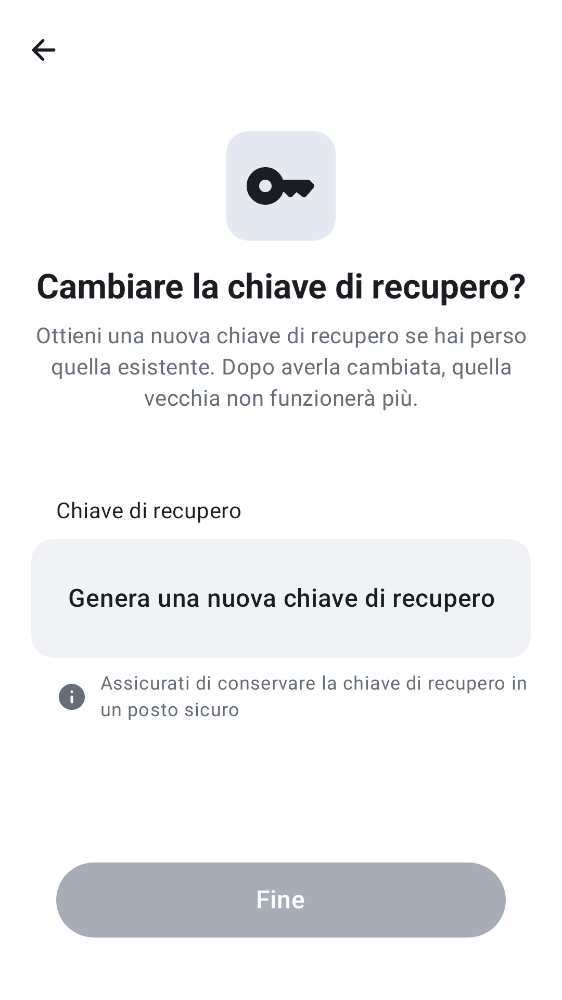 Cambiare la chiave di recupero?
Ottieni una nuova chiave di recupero se hai perso
quella esistente. Dopo averla cambiata, quella
vecchia non funzionerà più.
Chiave di recupero
Genera una nuova chiave di recupero
Assicurati di conservare la chiave di recupero in
un posto sicuro
Fine